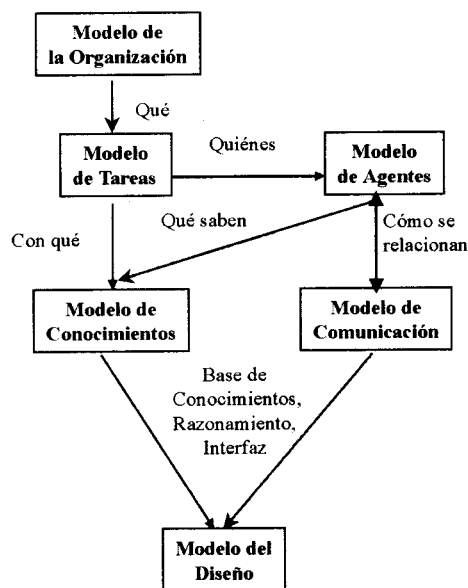 Modelo de
la Organización
Qué
Modelo
de Tareas
Quiénes
Modelo
de Agentes
Con qué
Qué saben
Cómo se
relacionan
Modelo de
Conocimientos
Modelo de
Comunicación
Base de
Conocimientos,
Razonamiento,
Interfaz
Modelo del
Diseño